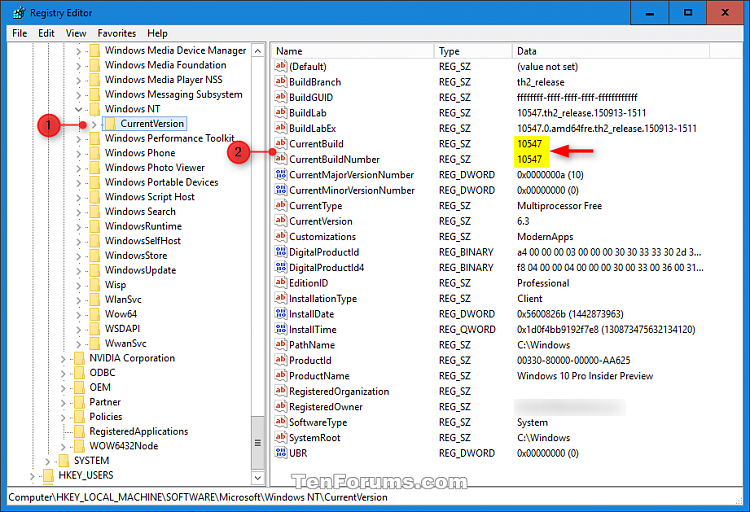 Registry Editor
File Edit View Favorites Help
Windows Media Device Manager
Windows Media Foundation
Windows Media Player NSS
Windows Messaging Subsystem
Windows NT
1
CurrentVersion
Windows Performance Toolkit
Windows Phone
Windows Photo Viewer
Windows Portable Devices
Windows Script Host
Windows Search
WindowsRuntime
WindowsSelfHost
WindowsStore
WindowsUpdate
Wisp
WlanSvc
Wow64
WSDAPI
WwanSvc
NVIDIA Corporation
ODBC
OEM
Partner
Policies
RegisteredApplications
WOW6432Node
SYSTEM
HKEY_USERS
2
Name Type Data
(Default) REG_SZ (value not set)
BuildBranch REG_SZ th2_release
BuildGUID REG_SZ ffffffff-ffff-ffff-ffff-ffffffffffff
BuildLab REG_SZ 10547.th2_release.150913-1511
BuildLabEx REG_SZ 10547.0.amd64fre.th2_release.150913-1511
CurrentBuild REG_SZ 10547
CurrentBuildNumber REG_SZ 10547
CurrentMajorVersionNumber REG_DWORD 0x0000000a (10)
CurrentMinorVersionNumber REG_DWORD 0x00000000 (0)
CurrentType REG_SZ Multiprocessor Free
CurrentVersion REG_SZ 6.3
Customizations REG_SZ ModernApps
DigitalProductId REG_BINARY a4 00 00 00 03 00 00 00 30 30 33 33 30 2d 3...
DigitalProductId4 REG_BINARY f8 04 00 00 04 00 00 00 30 00 33 00 36 00 31...
EditionID REG_SZ Professional
InstallationType REG_SZ Client
InstallDate REG_DWORD 0x5600826b (1442873963)
InstallTime REG_QWORD 0x1d0f4bb9192f7e8 (130873475632134120)
PathName REG_SZ C:\Windows
ProductId REG_SZ 00330-80000-00000-AA625
ProductName REG_SZ Windows 10 Pro Insider Preview
RegisteredOrganization REG_SZ
RegisteredOwner REG_SZ
SoftwareType REG_SZ System
SystemRoot REG_SZ C:\Windows
UBR REG_DWORD 0x00000000 (0)
TenForums.com
Computer\HKEY_LOCAL_MACHINE\SOFTWARE\Microsoft\Windows NT\CurrentVersion